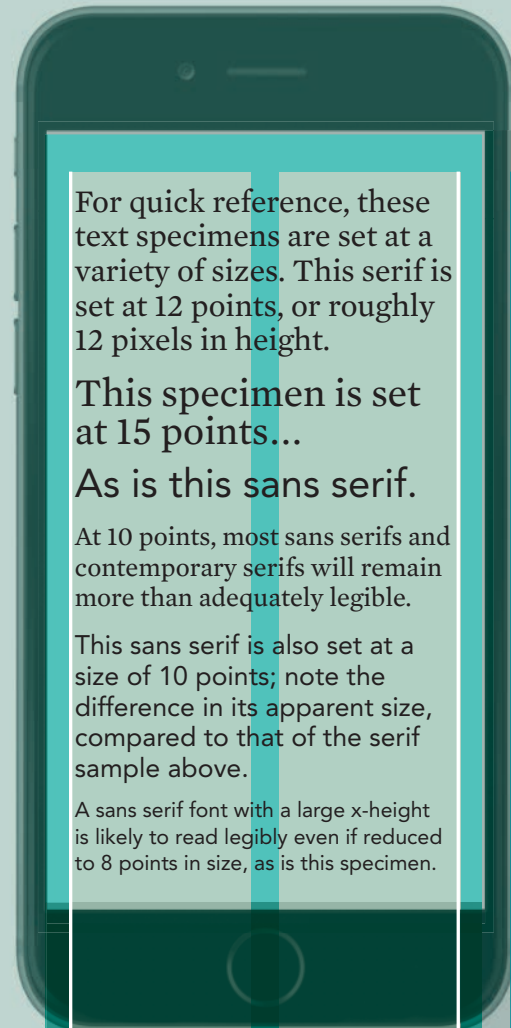 For quick reference, these
text specimens are set at a
variety of sizes. This serif is
set at 12 points, or roughly
12 pixels in height.
This specimen is set
at 15 points...
As is this sans serif.
At 10 points, most sans serifs and
contemporary serifs will remain
more than adequately legible.
This sans serif is also set at a
size of 10 points; note the
difference in its apparent size,
compared to that of the serif
sample above.
A sans serif font with a large x-height
is likely to read legibly even if reduced
to 8 points in size, as is this specimen.